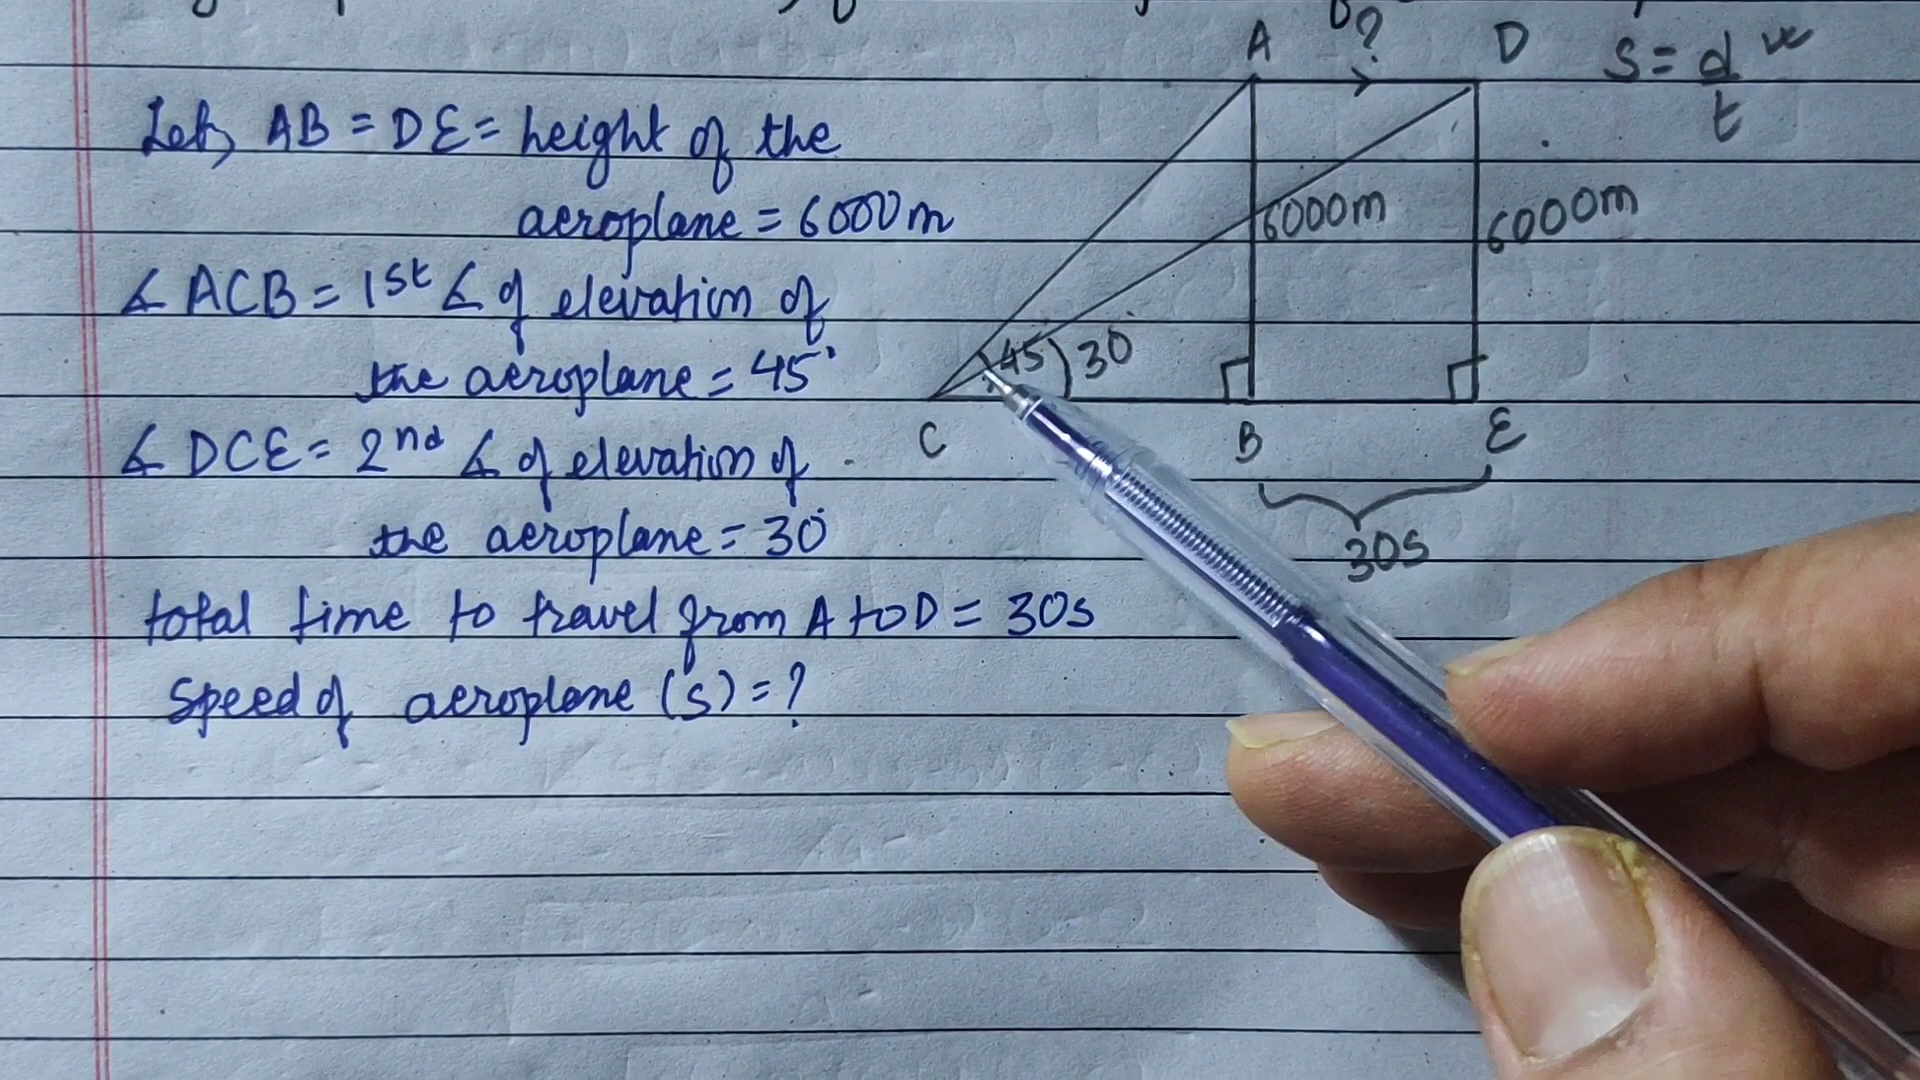 Let, AB = DE = height of the
aeroplane = 6000m
∡ ACB = 1st ∡ of elevation of
the aeroplane = 45°
∡ DCE = 2nd ∡ of elevation of
the aeroplane = 30°
total time to travel from A to D = 30s
speed of aeroplane (s) = ?
A ? D
S = d/t
6000m 6000m
45 30°
C B E
30s